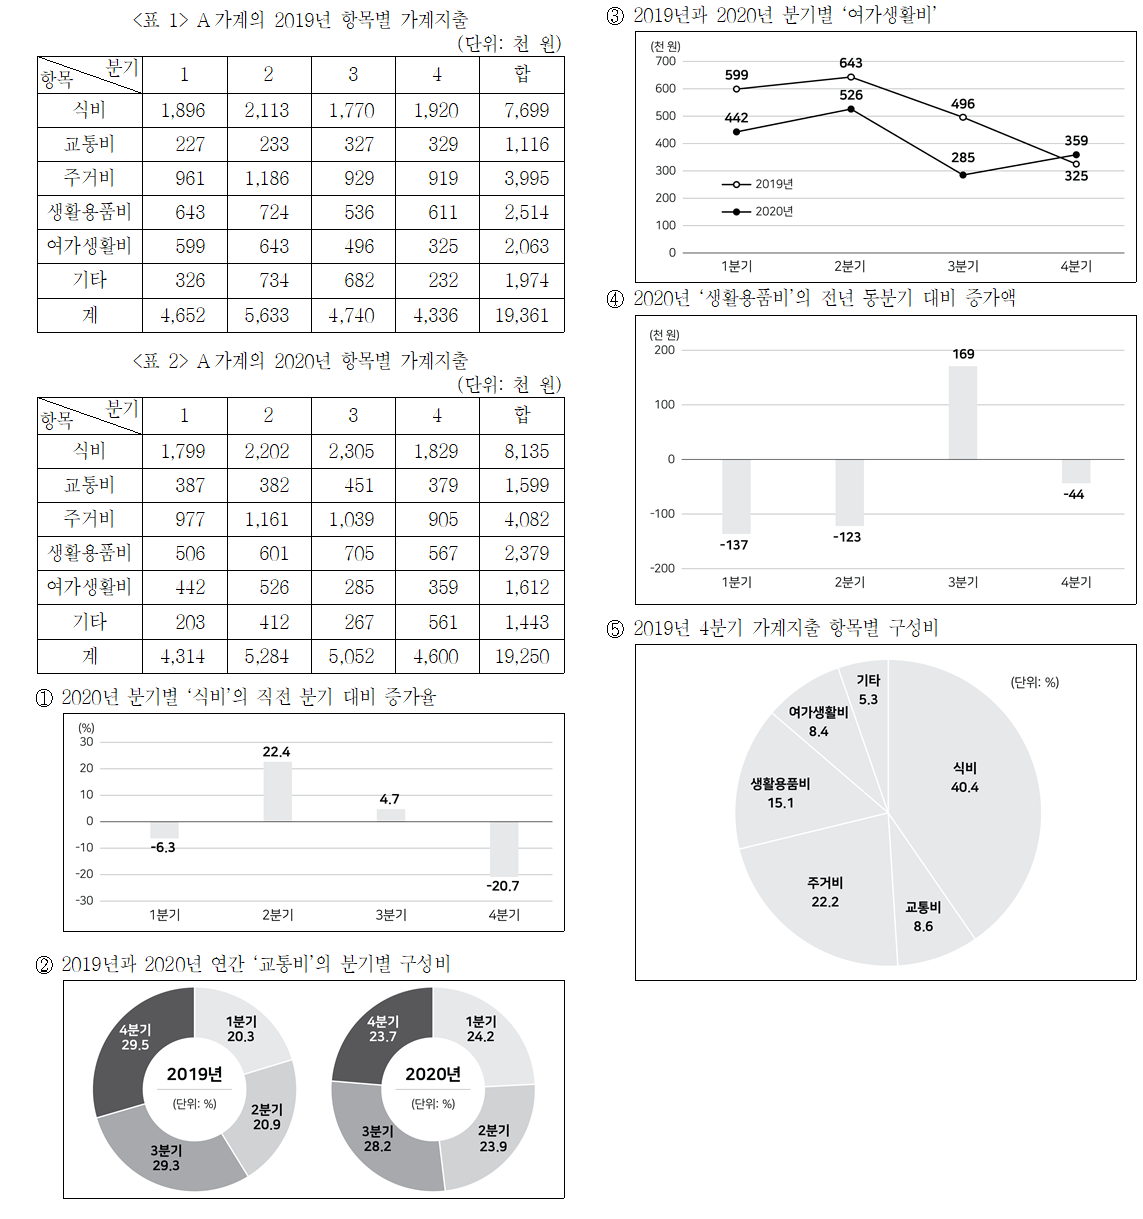 <표 1> A가계의 2019년 항목별 가계지출
(단위: 천 원)
항목 분기 1 2 3 4 합
식비 1,896 2,113 1,770 1,920 7,699
교통비 227 233 327 329 1,116
주거비 961 1,186 929 919 3,995
생활용품비 643 724 536 611 2,514
여가생활비 599 643 496 325 2,063
기타 326 734 682 232 1,974
계 4,652 5,633 4,740 4,336 19,361
<표 2> A가계의 2020년 항목별 가계지출
(단위: 천 원)
항목 분기 1 2 3 4 합
식비 1,799 2,202 2,305 1,829 8,135
교통비 387 382 451 379 1,599
주거비 977 1,161 1,039 905 4,082
생활용품비 506 601 705 567 2,379
여가생활비 442 526 285 359 1,612
기타 203 412 267 561 1,443
계 4,314 5,284 5,052 4,600 19,250
① 2020년 분기별 ‘식비’의 직전 분기 대비 증가율
(%)
30
20
10
0
-10
-20
-30
-6.3
22.4
4.7
-20.7
1분기 2분기 3분기 4분기
② 2019년과 2020년 연간 ‘교통비’의 분기별 구성비
2019년
(단위: %)
1분기
20.3
2분기
20.9
3분기
29.3
4분기
29.5
2020년
(단위: %)
1분기
24.2
2분기
23.9
3분기
28.2
4분기
23.7
③ 2019년과 2020년 분기별 ‘여가생활비’
(천 원)
700
600
500
400
300
200
100
0
599
643
496
325
442
526
285
359
2019년
2020년
1분기 2분기 3분기 4분기
④ 2020년 ‘생활용품비’의 전년 동분기 대비 증가액
(천 원)
200
100
0
-100
-200
-137
-123
169
-44
1분기 2분기 3분기 4분기
⑤ 2019년 4분기 가계지출 항목별 구성비
(단위: %)
식비
40.4
교통비
8.6
주거비
22.2
생활용품비
15.1
여가생활비
8.4
기타
5.3